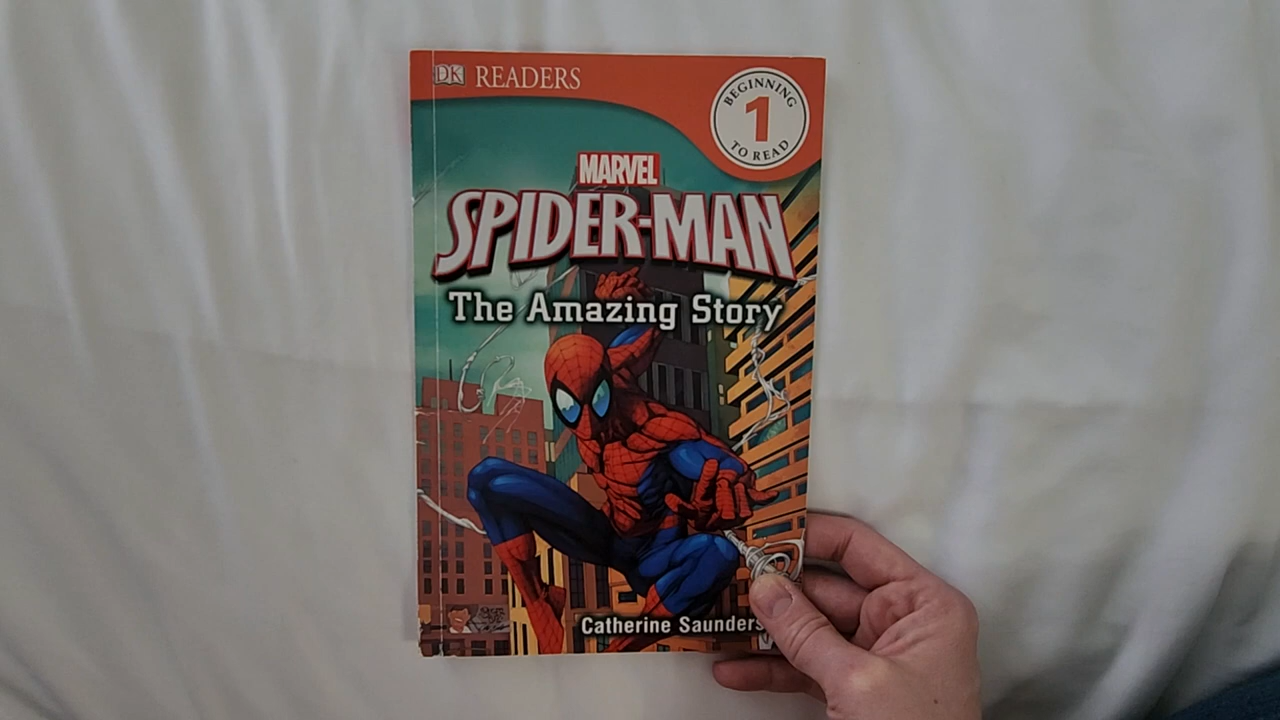 DK READERS
BEGINNING
1
TO READ
MARVEL
SPIDER-MAN
The Amazing Story
Catherine Saunders